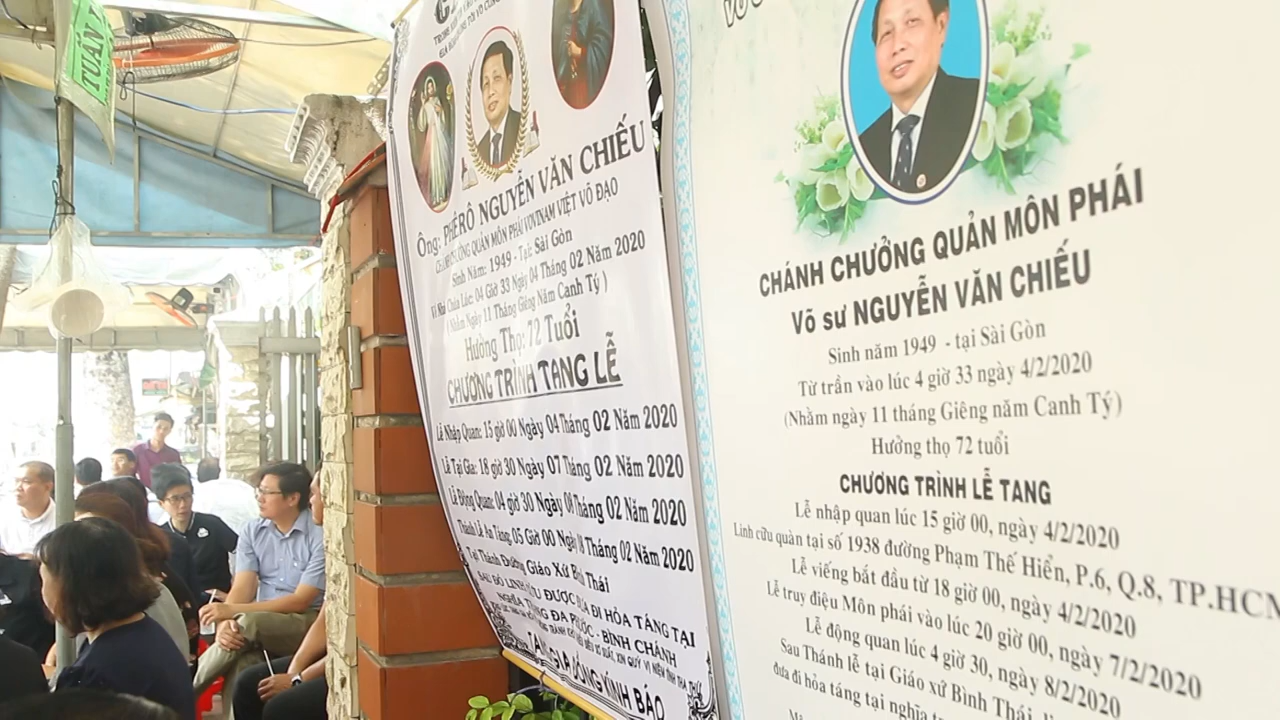 TUẤN
Ông: PHÊRÔ NGUYỄN VĂN CHIẾU
CHÁNH CHƯỞNG QUẢN MÔN PHÁI VOVINAM VIỆT VÕ ĐẠO
Sinh Năm: 1949 - Tại: Sài Gòn
Về Nhà Chúa Lúc: 04 Giờ 33 Ngày 04 Tháng 02 Năm 2020
( Nhằm Ngày 11 Tháng Giêng Năm Canh Tý )
Hưởng Thọ: 72 Tuổi
CHƯƠNG TRÌNH TANG LỄ
Lễ Nhập Quan: 15 giờ 00 Ngày 04 Tháng 02 Năm 2020
Lễ Tại Gia: 18 giờ 30 Ngày 07 Tháng 02 Năm 2020
Lễ Động Quan: 04 giờ 30 Ngày 08 Tháng 02 Năm 2020
Thánh Lễ An Táng: 05 Giờ 00 Ngày 08 Tháng 02 Năm 2020
Tại Thánh Đường Giáo Xứ Bình Thái
SAU ĐÓ LINH CỮU ĐƯỢC ĐƯA ĐI HỎA TÁNG TẠI
NGHĨA TRANG ĐA PHƯỚC - BÌNH CHÁNH
TANG GIA ĐỒNG KÍNH BÁO
CHÁNH CHƯỞNG QUẢN MÔN PHÁI
Võ sư NGUYỄN VĂN CHIẾU
Sinh năm 1949 - tại Sài Gòn
Từ trần vào lúc 4 giờ 33 ngày 4/2/2020
(Nhằm ngày 11 tháng Giêng năm Canh Tý)
Hưởng thọ 72 tuổi
CHƯƠNG TRÌNH LỄ TANG
Lễ nhập quan lúc 15 giờ 00, ngày 4/2/2020
Linh cữu quàn tại số 1938 đường Phạm Thế Hiển, P.6, Q.8, TP.HCM
Lễ viếng bắt đầu từ 18 giờ 00, ngày 4/2/2020
Lễ truy điệu Môn phái vào lúc 20 giờ 00, ngày 7/2/2020
Lễ động quan lúc 4 giờ 30, ngày 8/2/2020
Sau Thánh lễ tại Giáo xứ Bình Thái,
đưa đi hỏa táng tại nghĩa